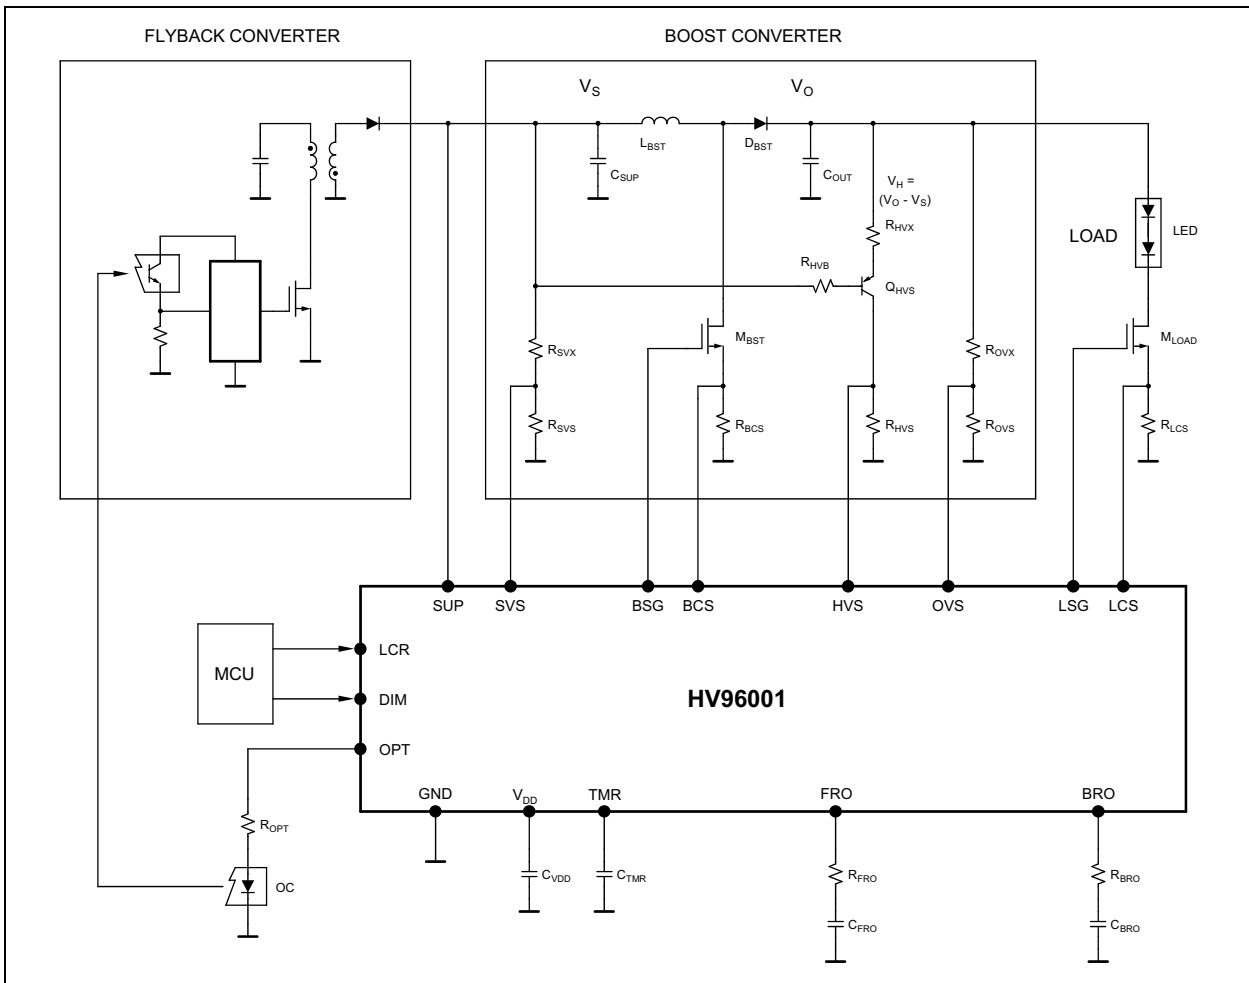 FLYBACK CONVERTER
BOOST CONVERTER
VS
VO
LBST
DBST
CSUP
COUT
VH =
(VO - VS)
RHVX
LOAD
LED
RHVB
QHVS
MBST
MLOAD
RSVX
ROVX
RSVS
RBCS
RHVS
ROVS
RLCS
SUP
SVS
BSG
BCS
HVS
OVS
LSG
LCS
MCU
LCR
DIM
OPT
HV96001
GND
VDD
TMR
FRO
BRO
ROPT
OC
CVDD
CTMR
RFRO
RBRO
CFRO
CBRO